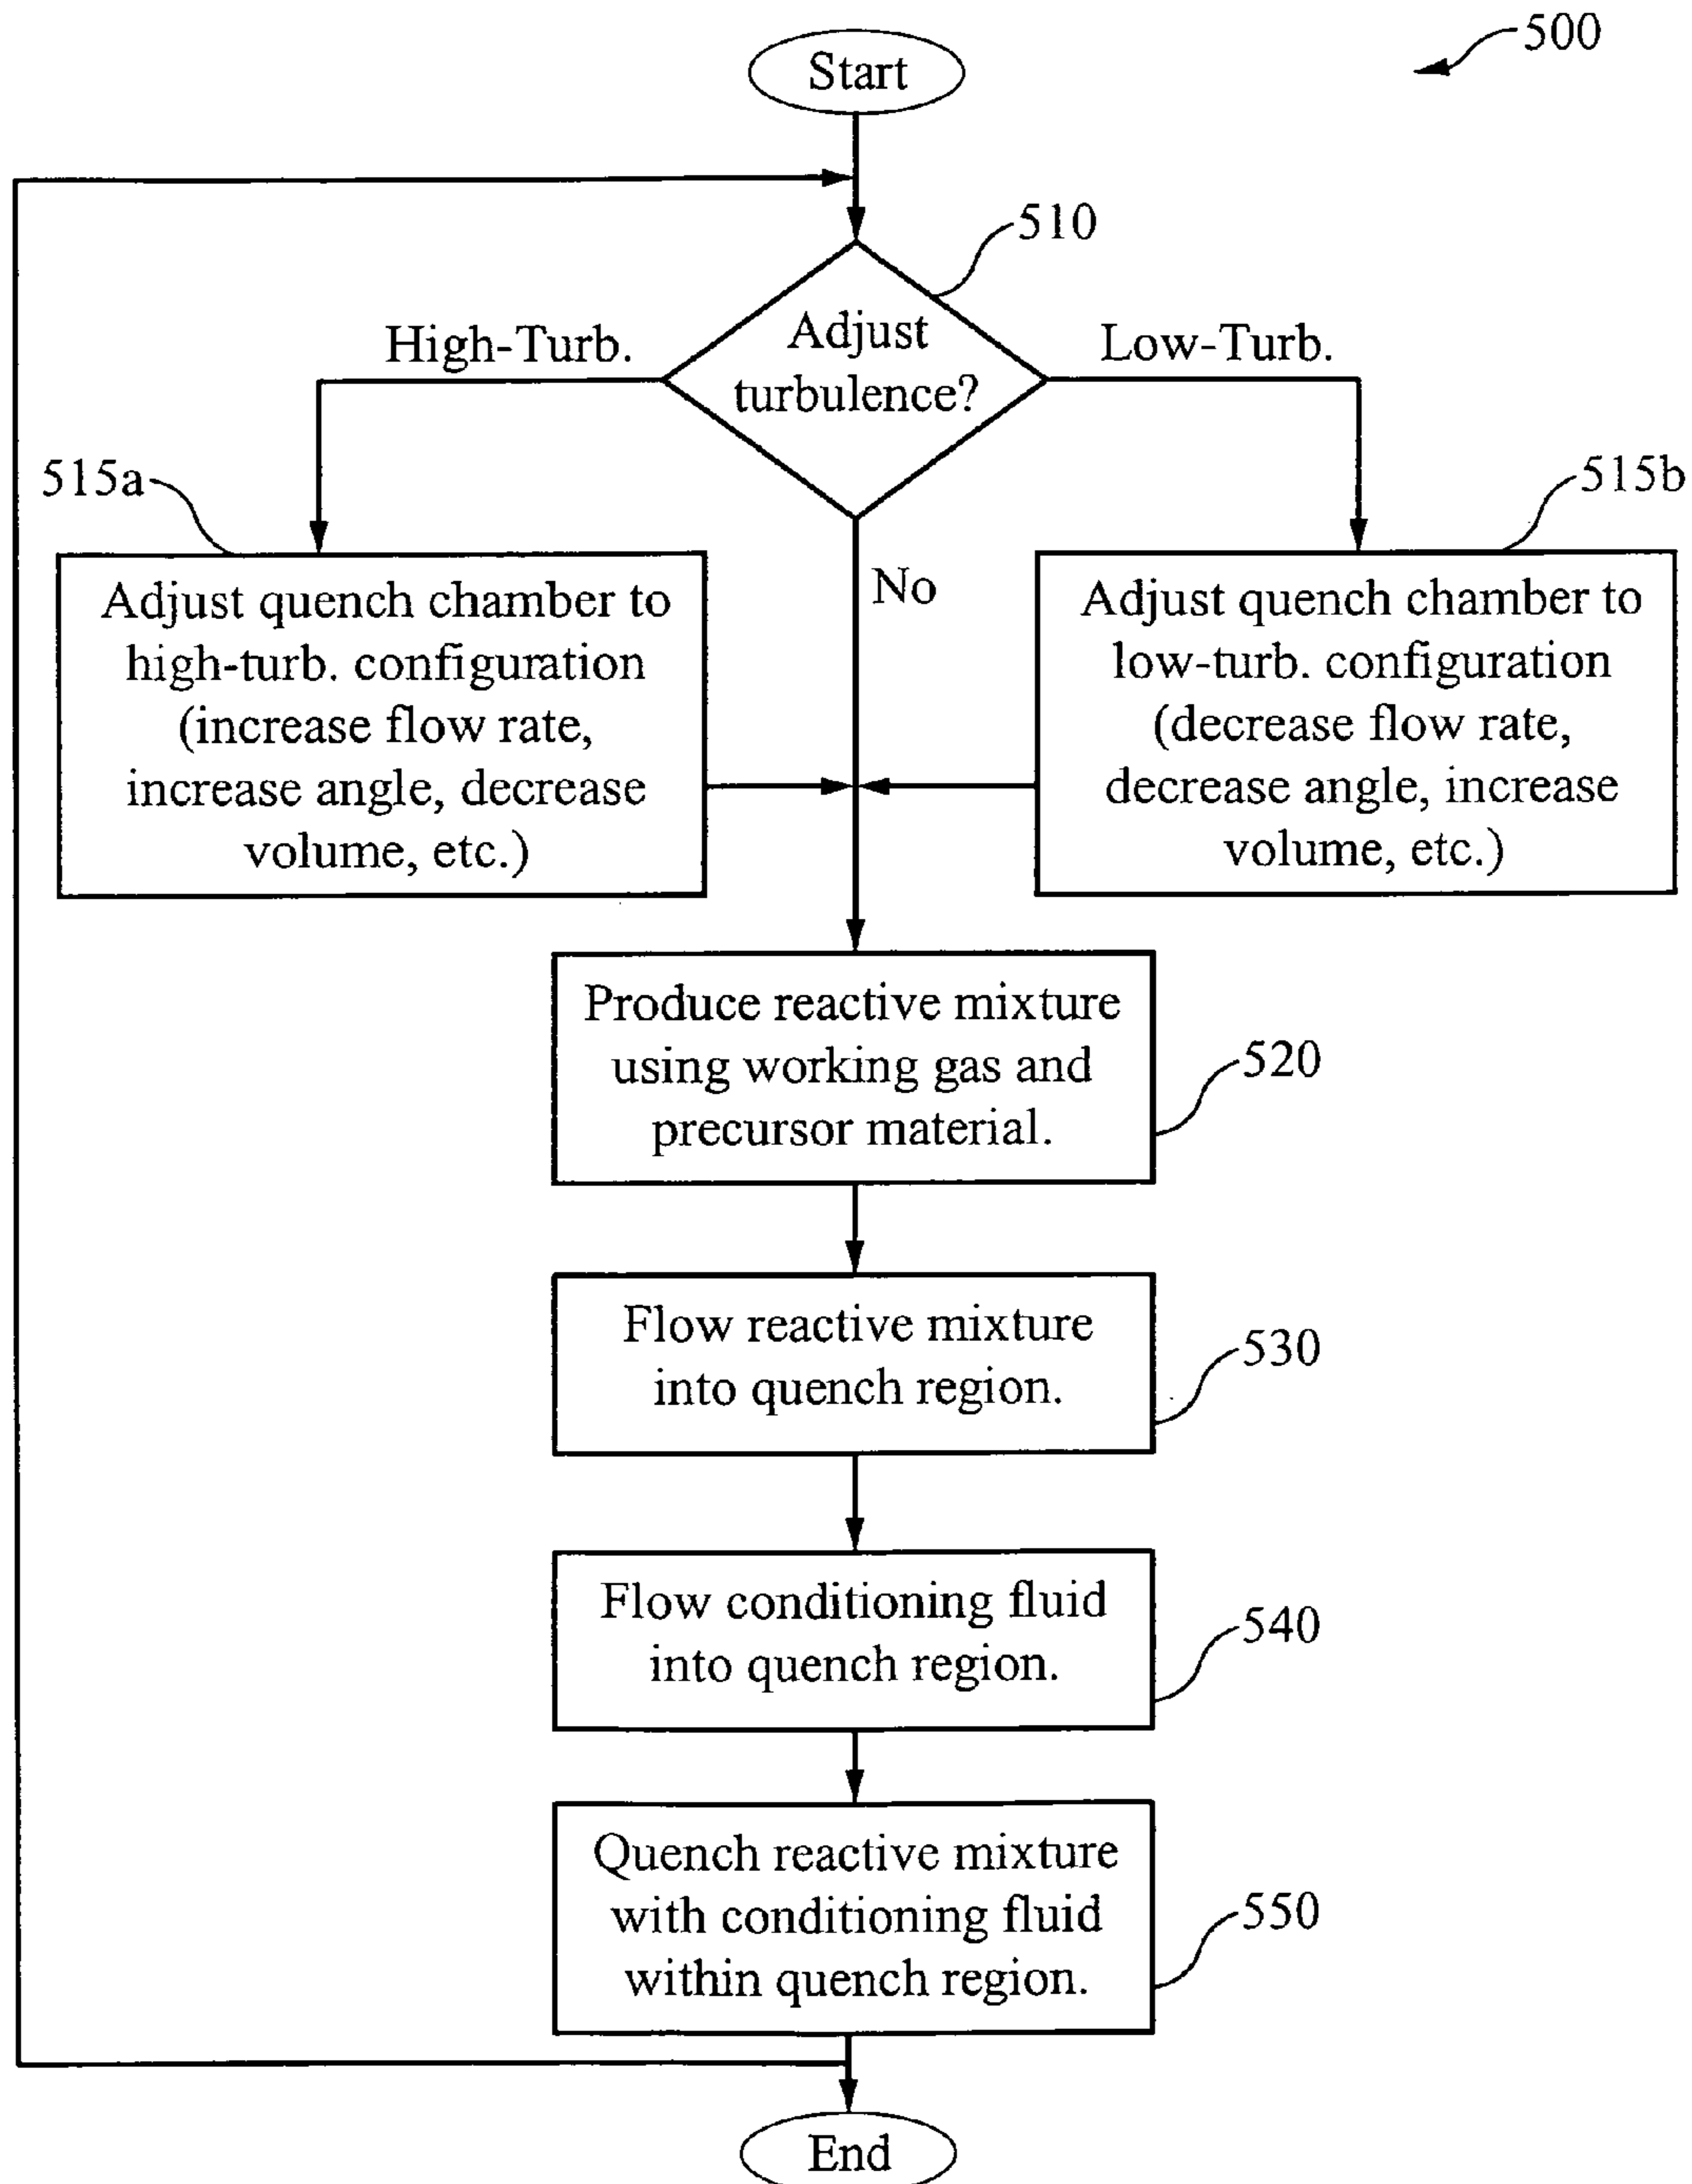 500
Start
510
Adjust
turbulence?
High-Turb.
Low-Turb.
No
515a
Adjust quench chamber to
high-turb. configuration
(increase flow rate,
increase angle, decrease
volume, etc.)
515b
Adjust quench chamber to
low-turb. configuration
(decrease flow rate,
decrease angle, increase
volume, etc.)
Produce reactive mixture
using working gas and
precursor material.
520
Flow reactive mixture
into quench region.
530
Flow conditioning fluid
into quench region.
540
Quench reactive mixture
with conditioning fluid
within quench region.
550
End